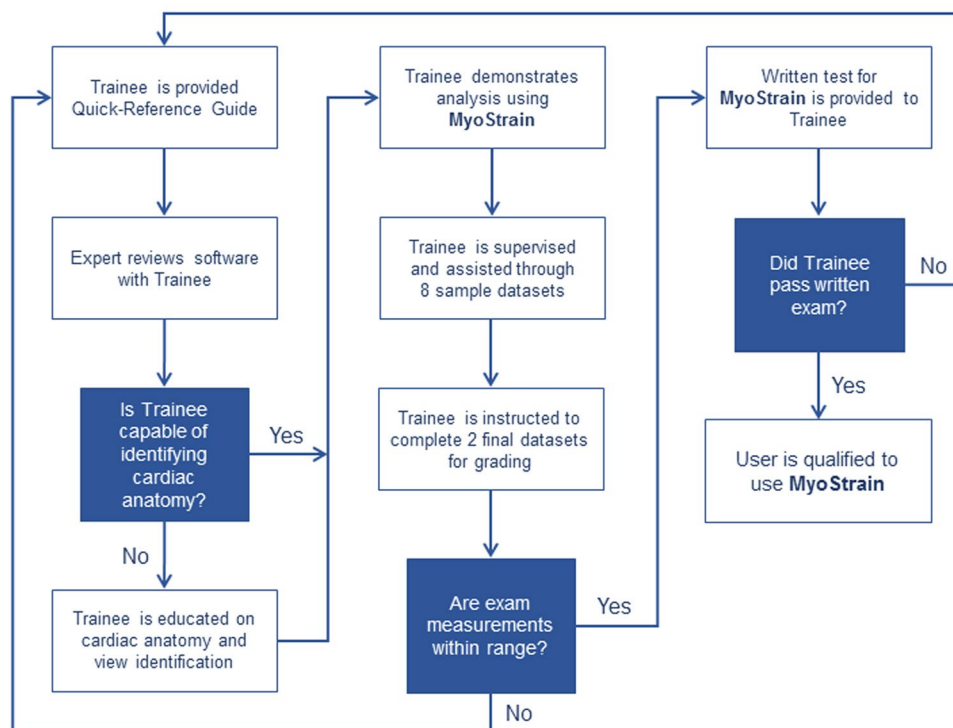 Trainee is provided
Quick-Reference Guide
Expert reviews software
with Trainee
Is Trainee
capable of
identifying
cardiac
anatomy?
Yes
No
Trainee is educated on
cardiac anatomy and
view identification
Trainee demonstrates
analysis using
MyoStrain
Trainee is supervised
and assisted through
8 sample datasets
Trainee is instructed to
complete 2 final datasets
for grading
Are exam
measurements
within range?
Yes
No
Written test for
MyoStrain is provided to
Trainee
Did Trainee
pass written
exam?
No
Yes
User is qualified to
use MyoStrain